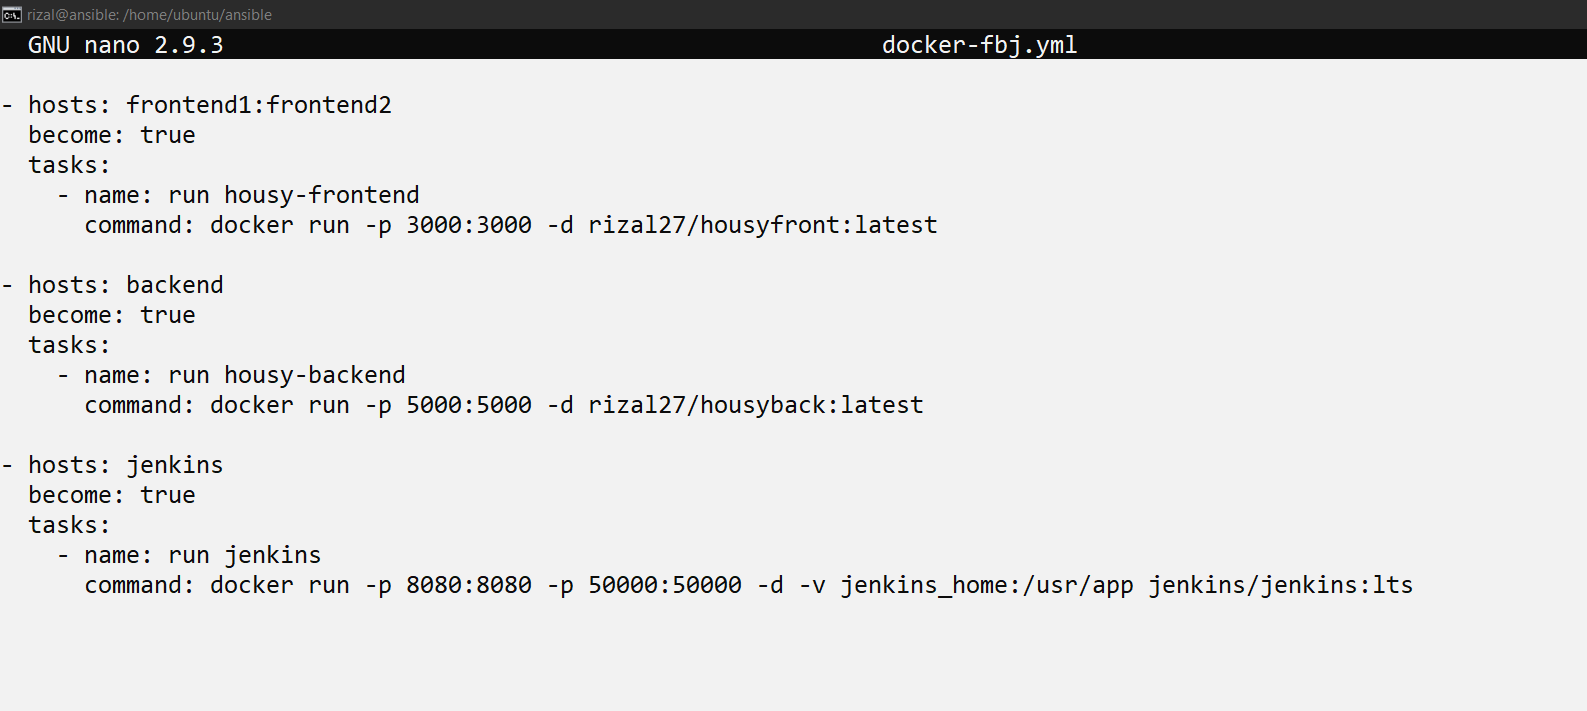 rizal@ansible: /home/ubuntu/ansible
GNU nano 2.9.3 docker-fbj.yml
- hosts: frontend1:frontend2
  become: true
  tasks:
    - name: run housy-frontend
      command: docker run -p 3000:3000 -d rizal27/housyfront:latest
- hosts: backend
  become: true
  tasks:
    - name: run housy-backend
      command: docker run -p 5000:5000 -d rizal27/housyback:latest
- hosts: jenkins
  become: true
  tasks:
    - name: run jenkins
      command: docker run -p 8080:8080 -p 50000:50000 -d -v jenkins_home:/usr/app jenkins/jenkins:lts